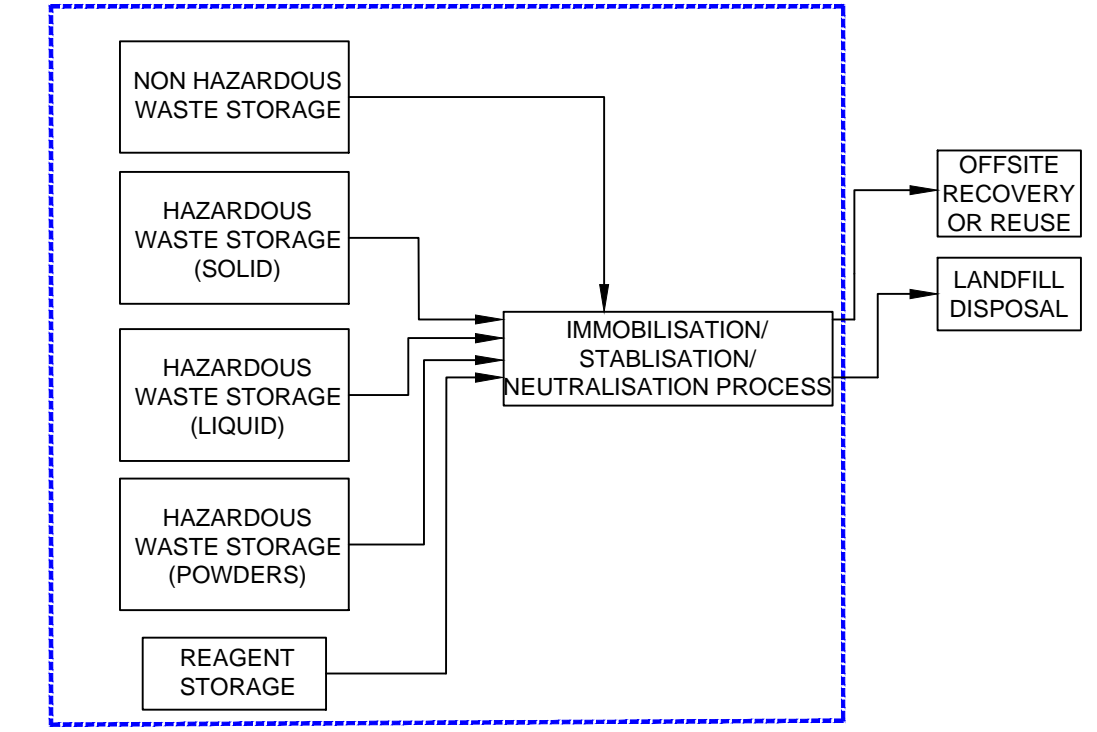 NON HAZARDOUS
WASTE STORAGE
HAZARDOUS
WASTE STORAGE
(SOLID)
HAZARDOUS
WASTE STORAGE
(LIQUID)
HAZARDOUS
WASTE STORAGE
(POWDERS)
REAGENT
STORAGE
IMMOBILISATION/
STABLISATION/
NEUTRALISATION PROCESS
OFFSITE
RECOVERY
OR REUSE
LANDFILL
DISPOSAL